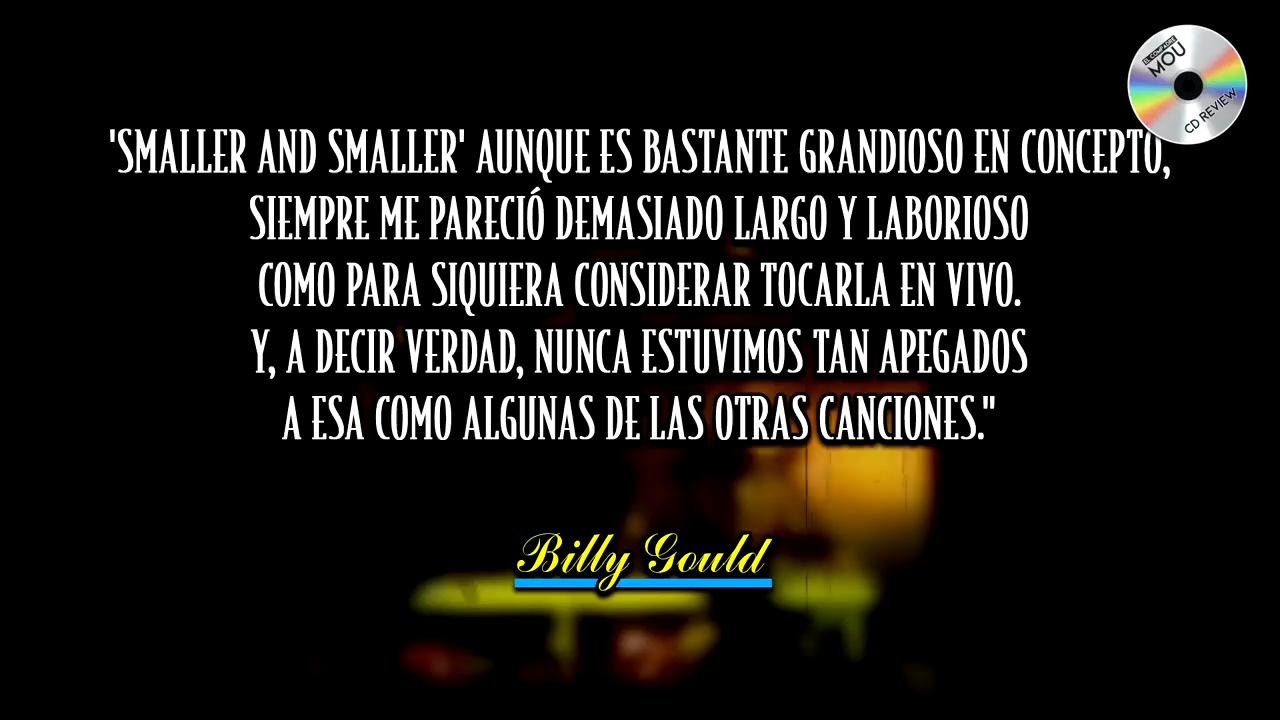 EL COMPADRE
MOU
CD REVIEW
'SMALLER AND SMALLER' AUNQUE ES BASTANTE GRANDIOSO EN CONCEPTO,
SIEMPRE ME PARECIÓ DEMASIADO LARGO Y LABORIOSO
COMO PARA SIQUIERA CONSIDERAR TOCARLA EN VIVO.
Y, A DECIR VERDAD, NUNCA ESTUVIMOS TAN APEGADOS
A ESA COMO ALGUNAS DE LAS OTRAS CANCIONES."
Billy Gould